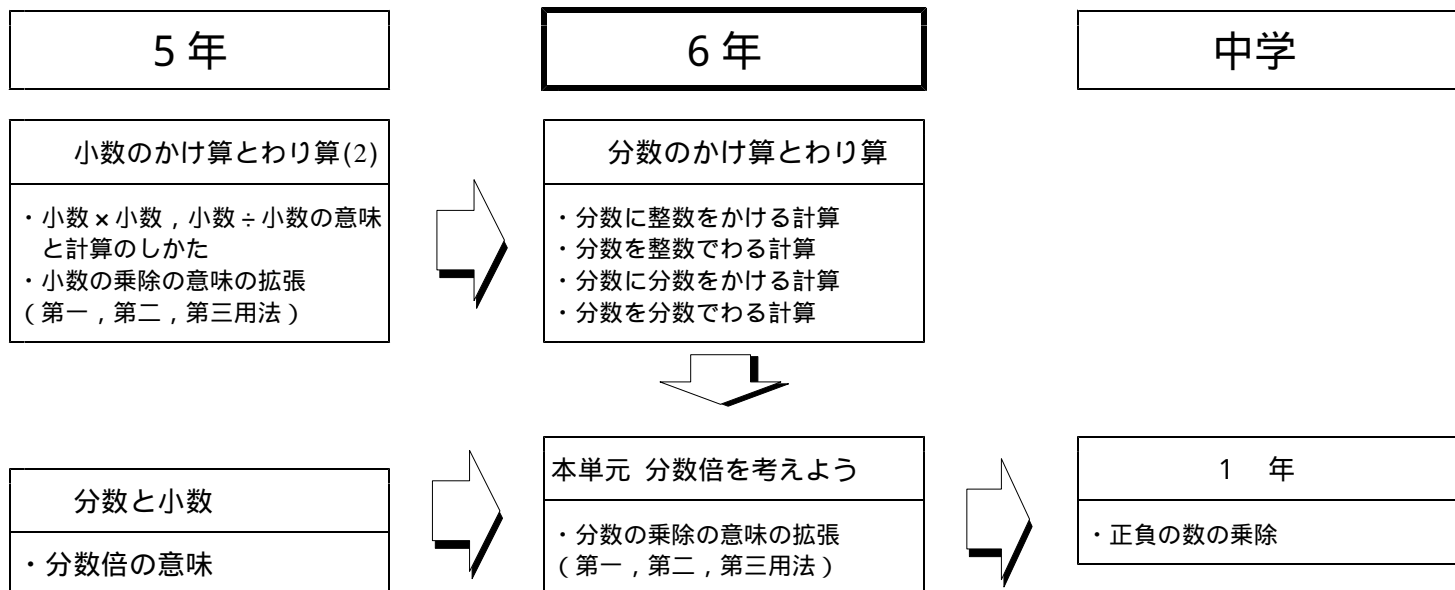 5年
6年
中学
小数のかけ算とわり算(2)
・小数×小数，小数÷小数の意味
と計算のしかた
・小数の乗除の意味の拡張
（第一，第二，第三用法）
分数のかけ算とわり算
・分数に整数をかける計算
・分数を整数でわる計算
・分数に分数をかける計算
・分数を分数でわる計算
分数と小数
・分数倍の意味
本単元 分数倍を考えよう
・分数の乗除の意味の拡張
（第一，第二，第三用法）
1 年
・正負の数の乗除